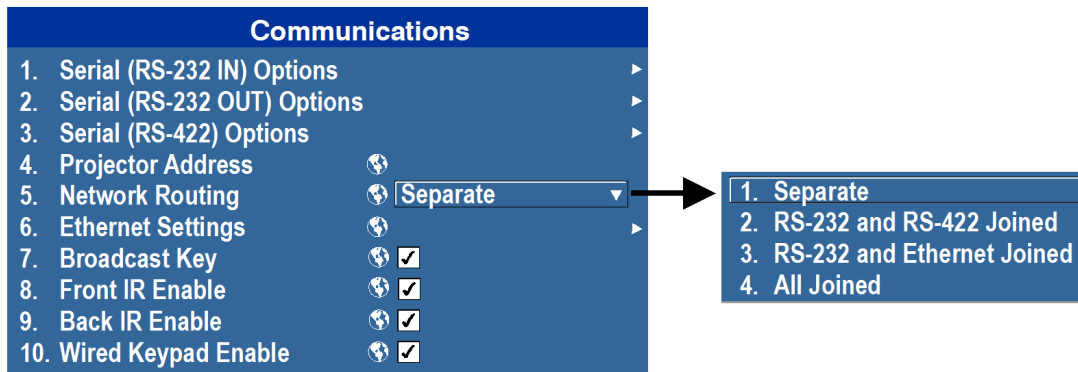 Communications
1. Serial (RS-232 IN) Options
2. Serial (RS-232 OUT) Options
3. Serial (RS-422) Options
4. Projector Address
5. Network Routing Separate
6. Ethernet Settings
7. Broadcast Key
8. Front IR Enable
9. Back IR Enable
10. Wired Keypad Enable
1. Separate
2. RS-232 and RS-422 Joined
3. RS-232 and Ethernet Joined
4. All Joined